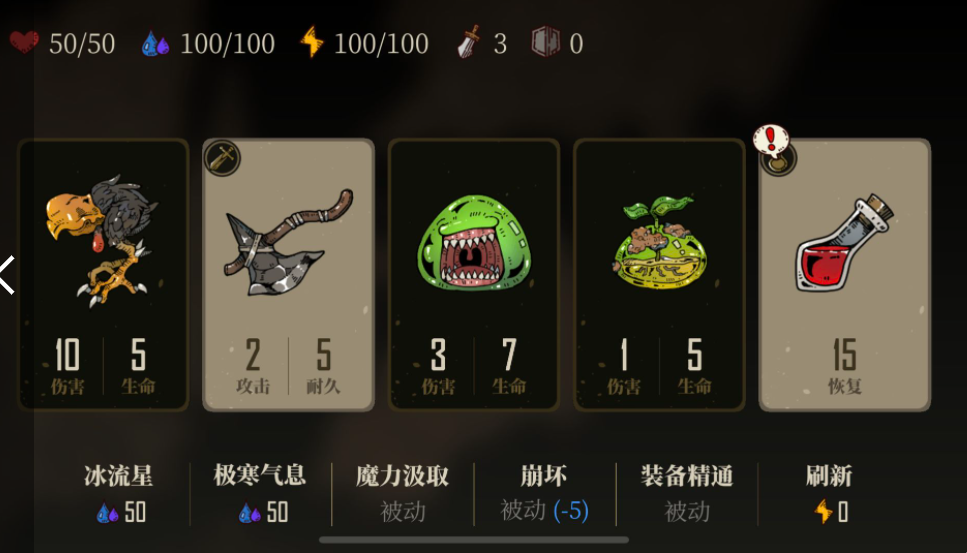 50/50 100/100 100/100 3 0
10 5 2 5 3 7 1 5 15
伤害 生命 攻击 耐久 伤害 生命 伤害 生命 恢复
冰流星 极寒气息 魔力汲取 崩坏 装备精通 刷新
50 50 被动 被动 (-5) 被动 0